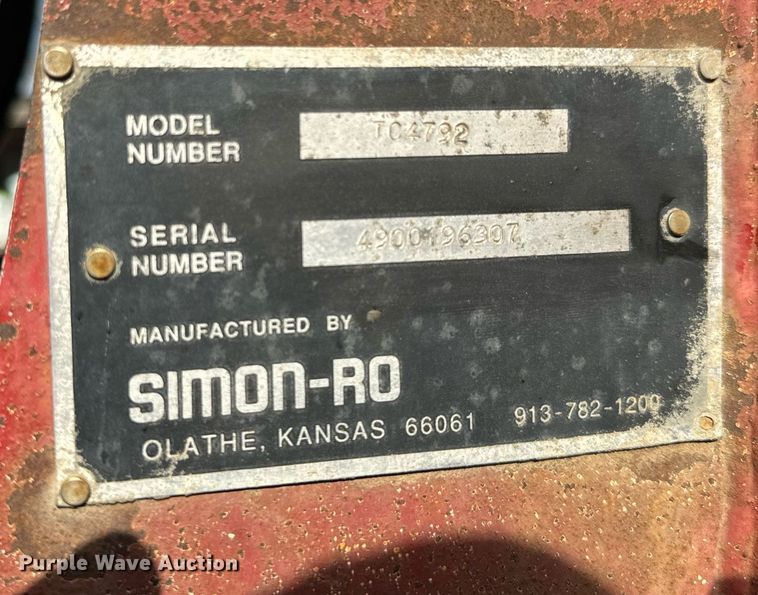 MODEL NUMBER TC4792
SERIAL NUMBER 4900196307
MANUFACTURED BY
SIMON-RO
OLATHE, KANSAS 66061 913-782-1200
Purple Wave Auction